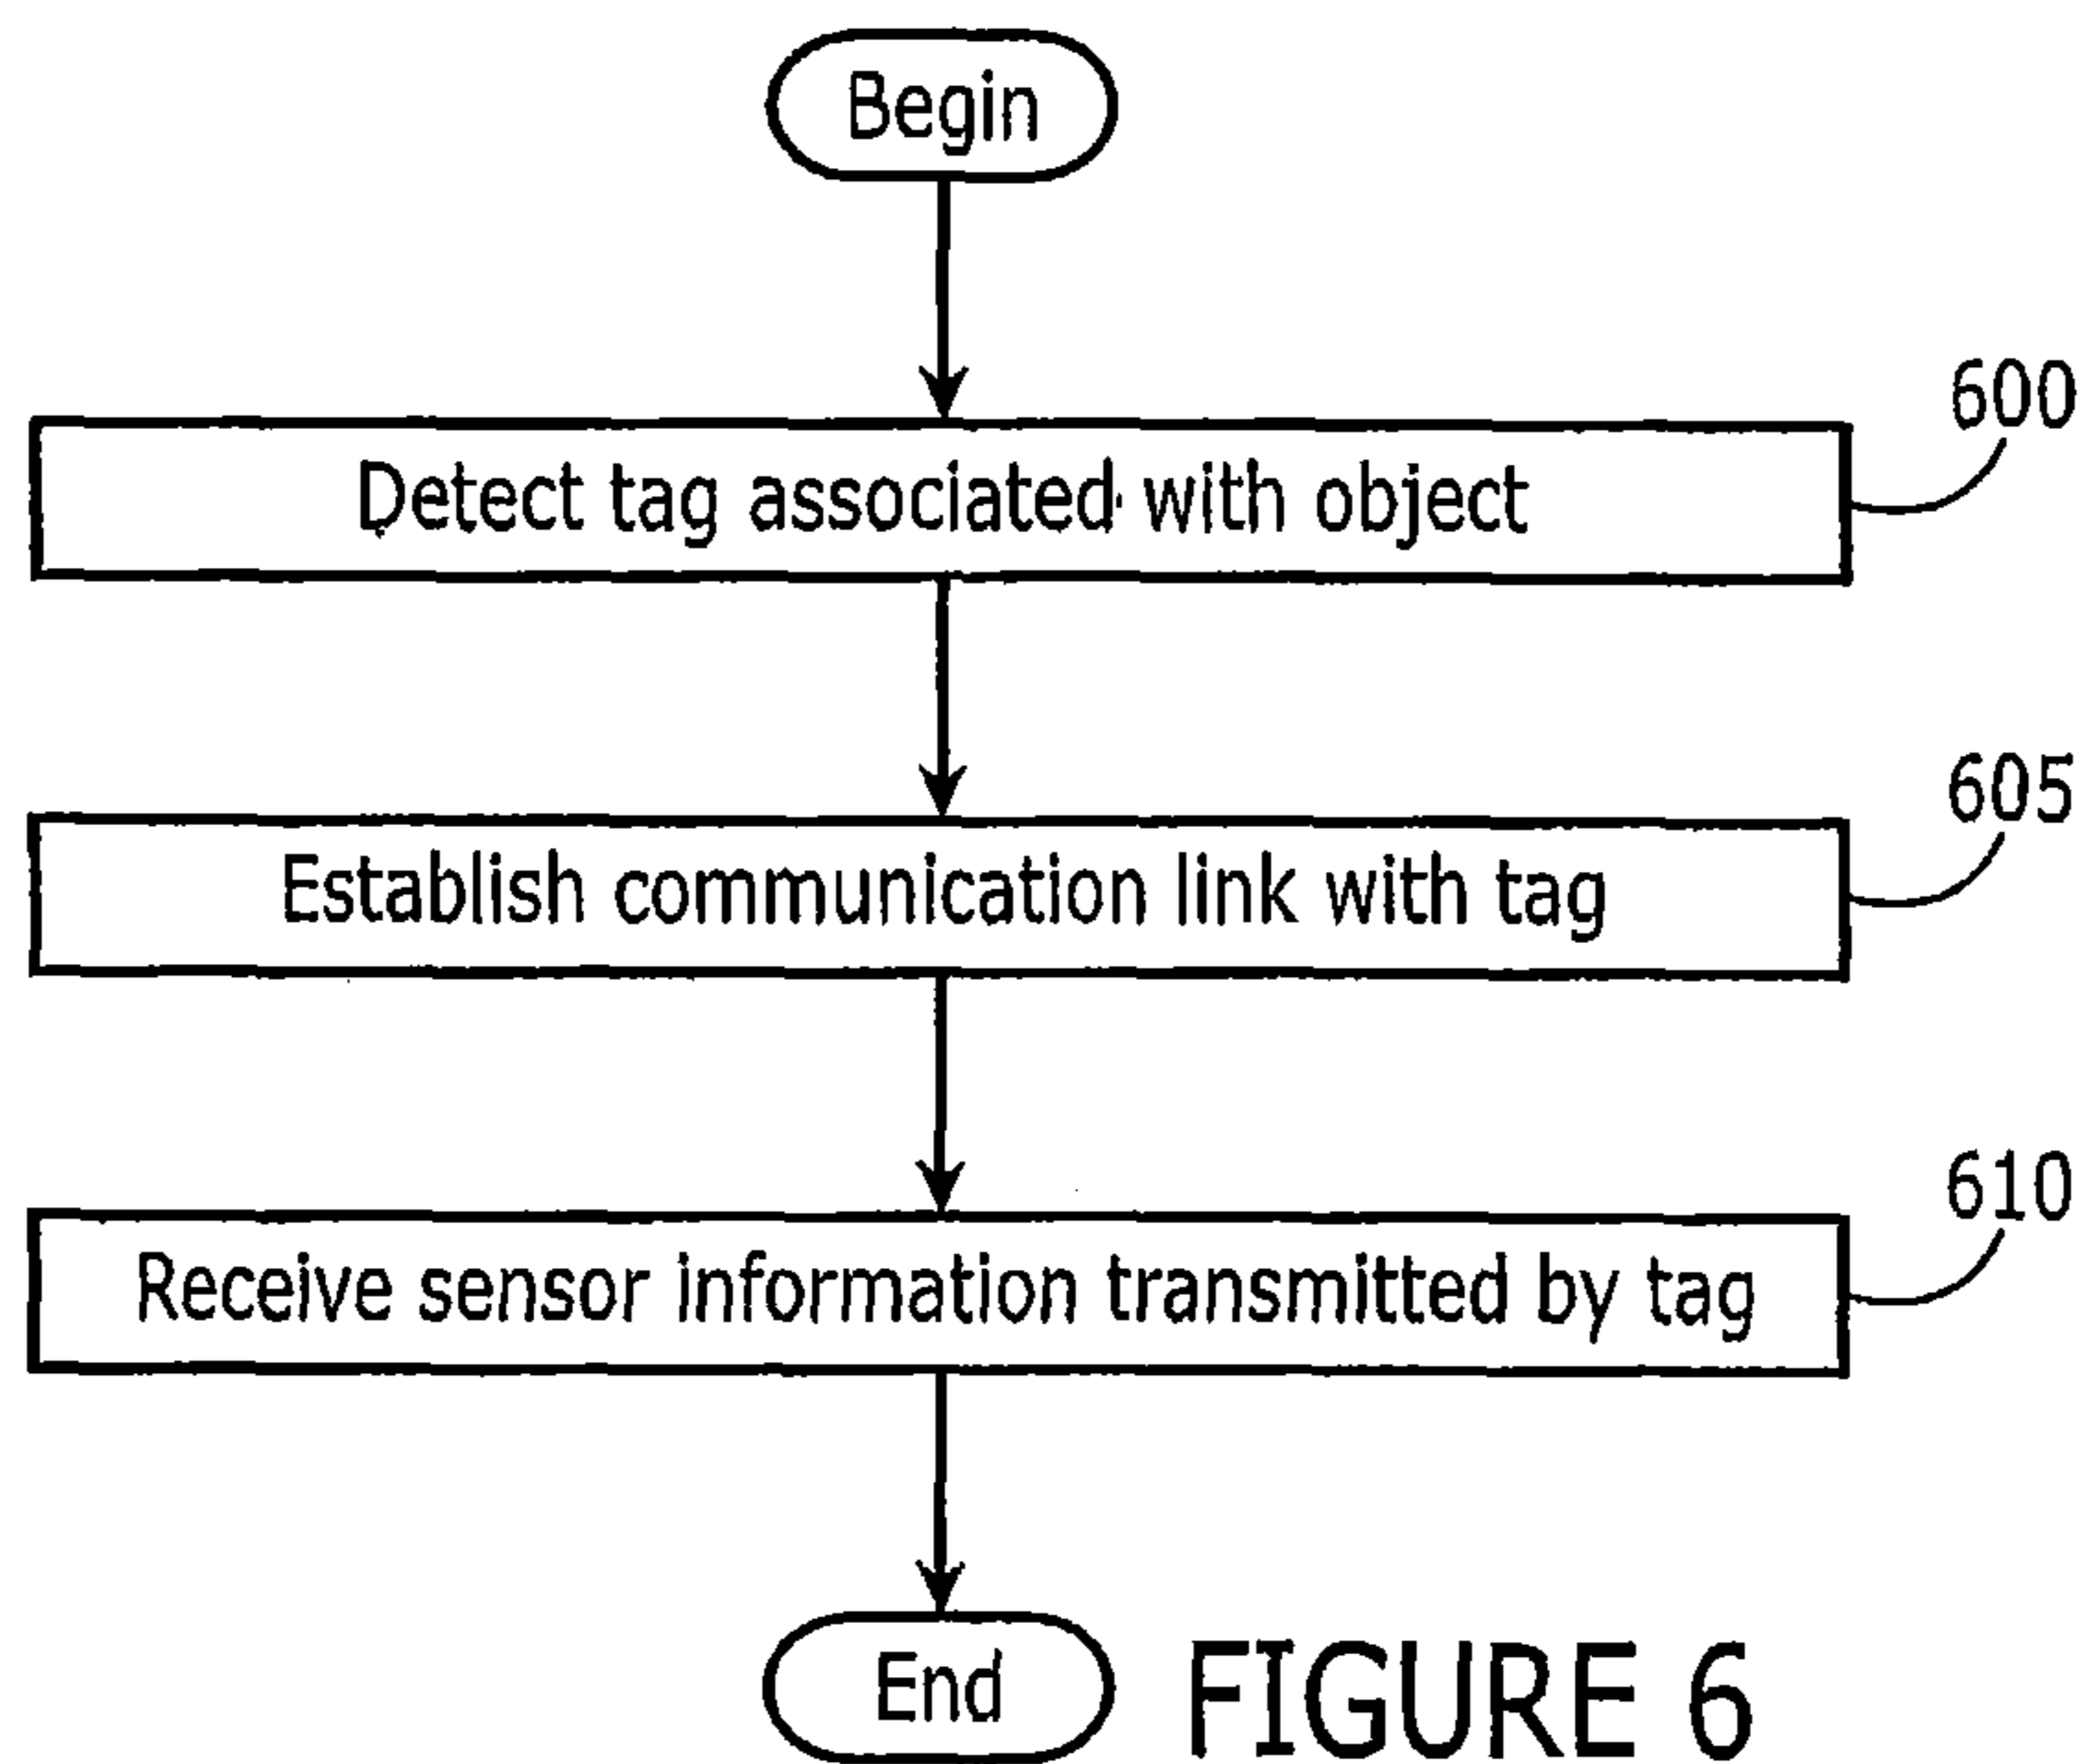 Begin
600
Detect tag associated with object
605
Establish communication link with tag
610
Receive sensor information transmitted by tag
End
FIGURE 6